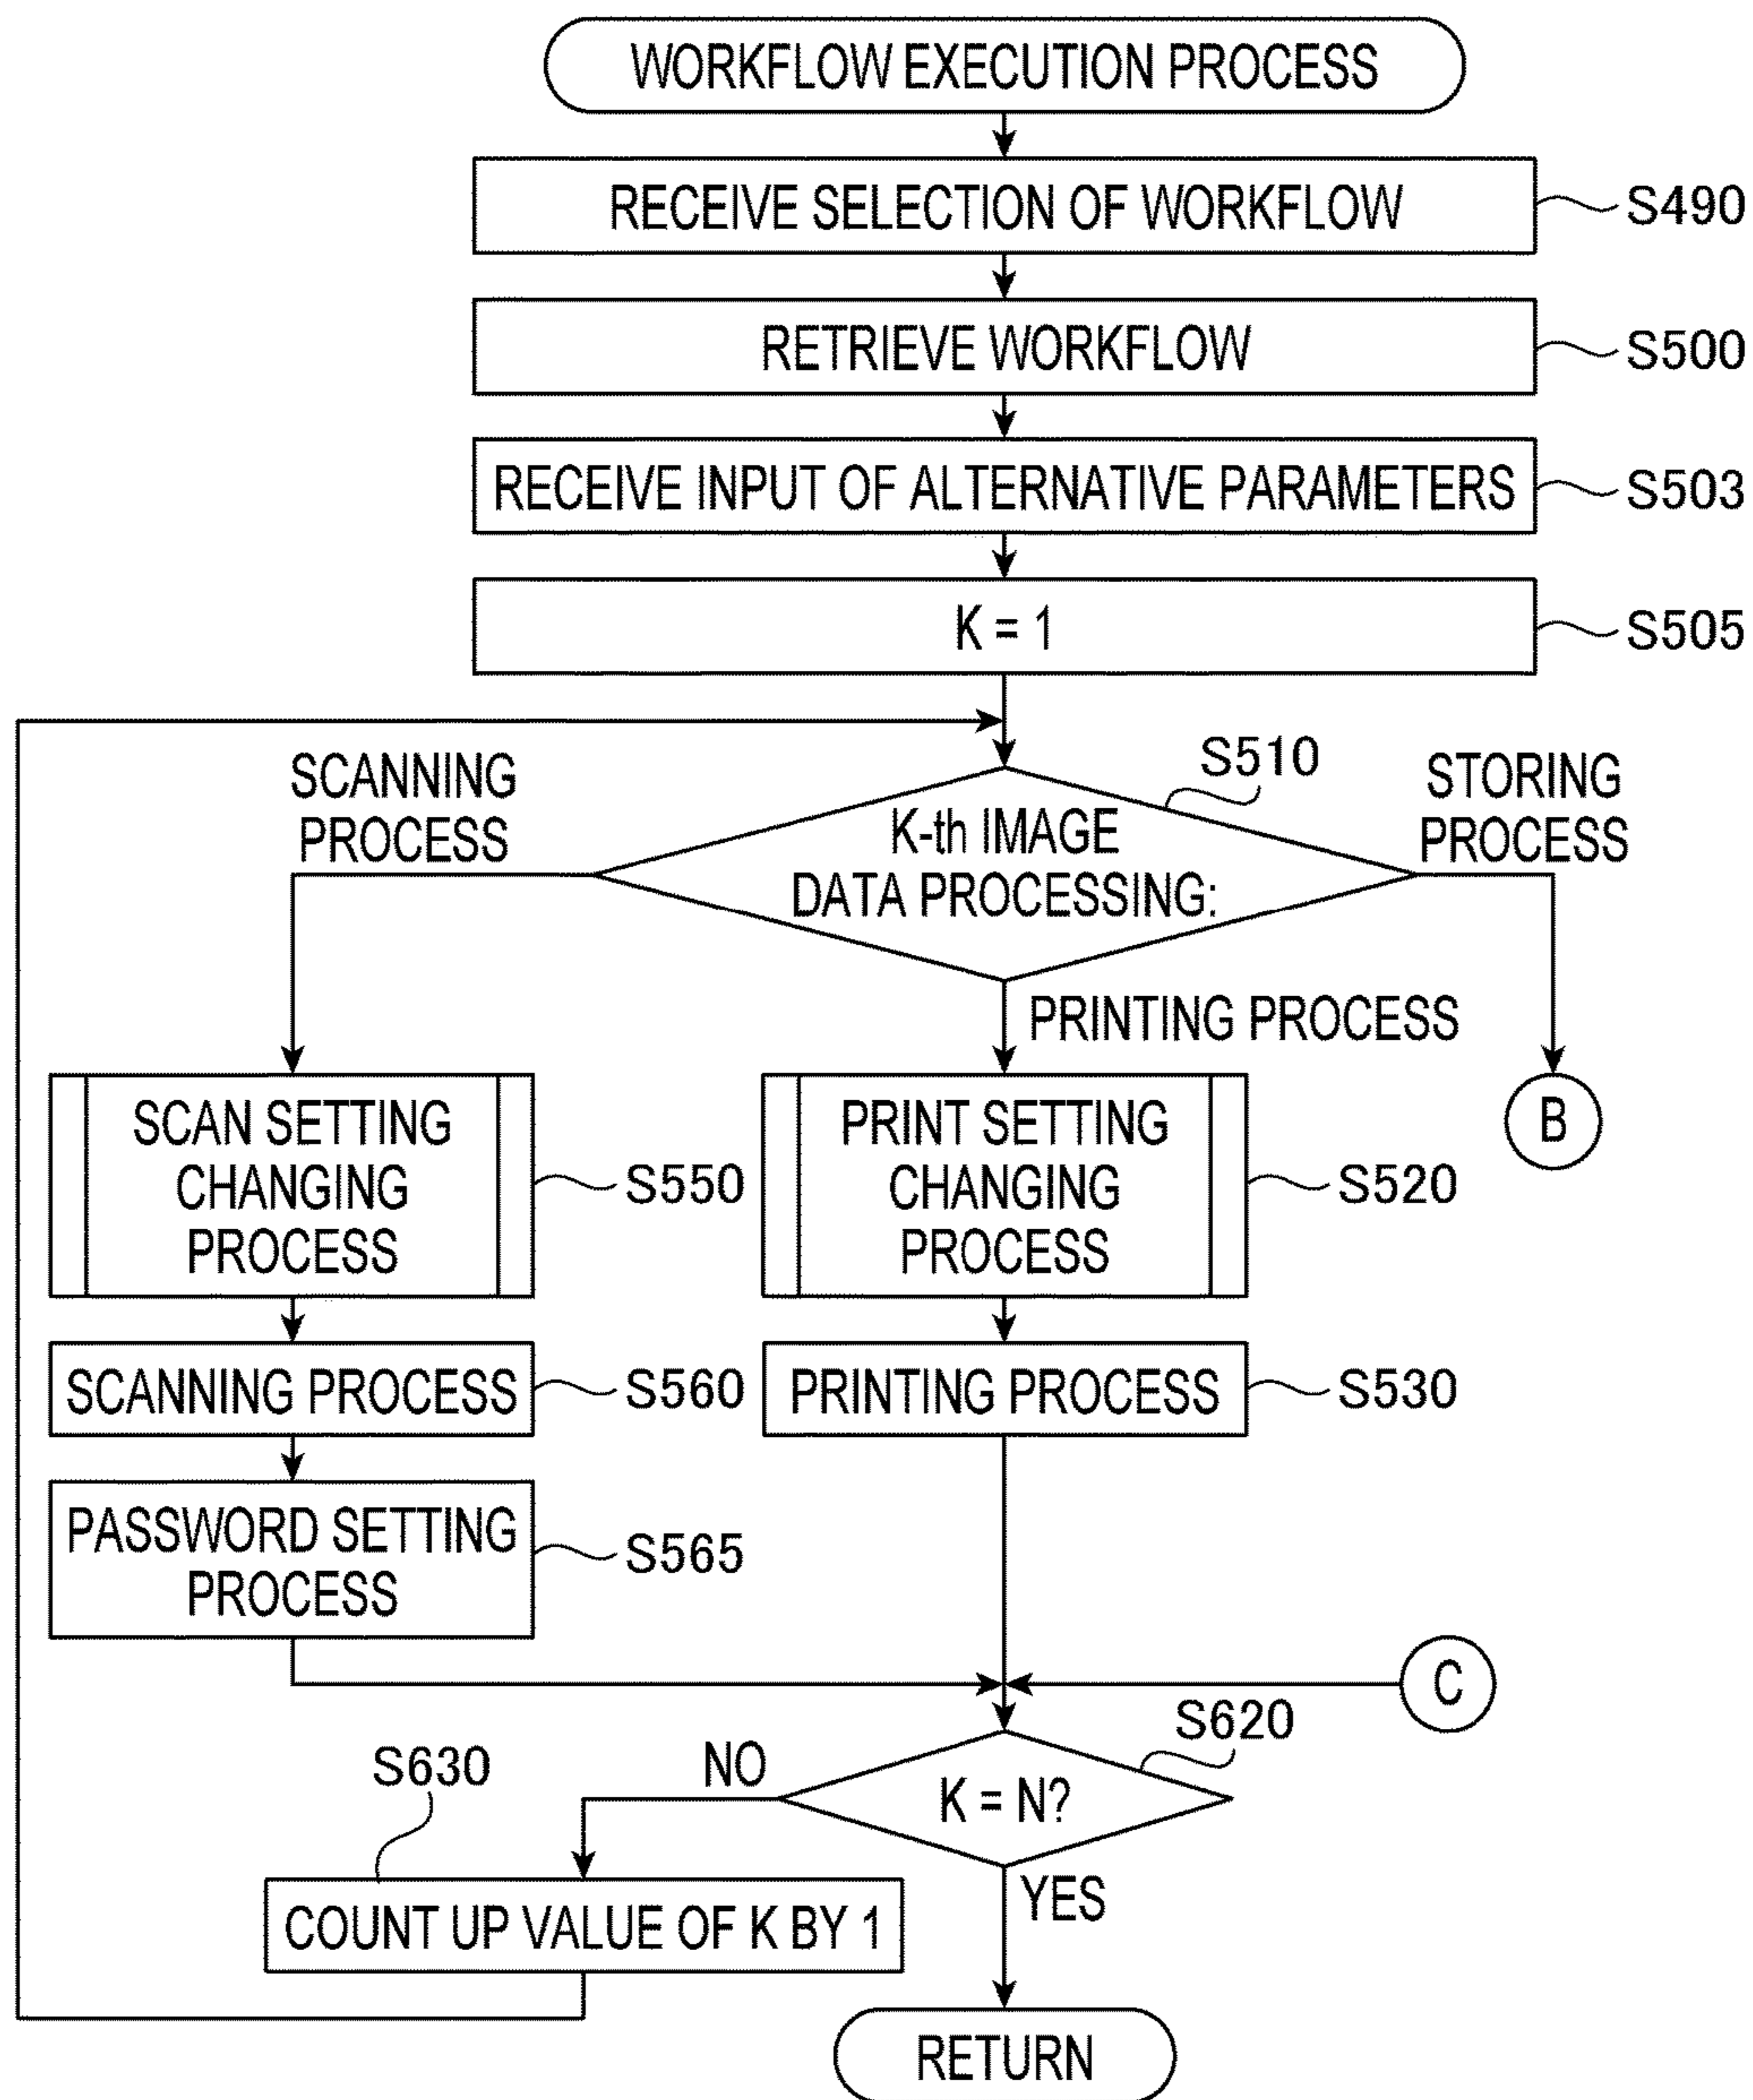 WORKFLOW EXECUTION PROCESS
RECEIVE SELECTION OF WORKFLOW
S490
RETRIEVE WORKFLOW
S500
RECEIVE INPUT OF ALTERNATIVE PARAMETERS
S503
K = 1
S505
SCANNING
PROCESS
S510
K-th IMAGE
DATA PROCESSING:
STORING
PROCESS
PRINTING PROCESS
SCAN SETTING
CHANGING
PROCESS
S550
PRINT SETTING
CHANGING
PROCESS
S520
B
SCANNING PROCESS
S560
PRINTING PROCESS
S530
PASSWORD SETTING
PROCESS
S565
C
S620
K = N?
NO
S630
COUNT UP VALUE OF K BY 1
YES
RETURN